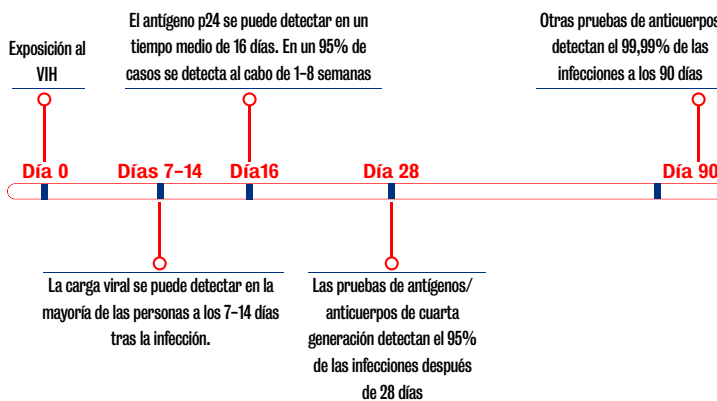 Exposición al
VIH
El antígeno p24 se puede detectar en un
tiempo medio de 16 días. En un 95% de
casos se detecta al cabo de 1-8 semanas
Otras pruebas de anticuerpos
detectan el 99,99% de las
infecciones a los 90 días
Día 0
Días 7-14
Día16
Día 28
Día 90
La carga viral se puede detectar en la
mayoría de las personas a los 7-14 días
tras la infección.
Las pruebas de antígenos/
anticuerpos de cuarta
generación detectan el 95%
de las infecciones después
de 28 días